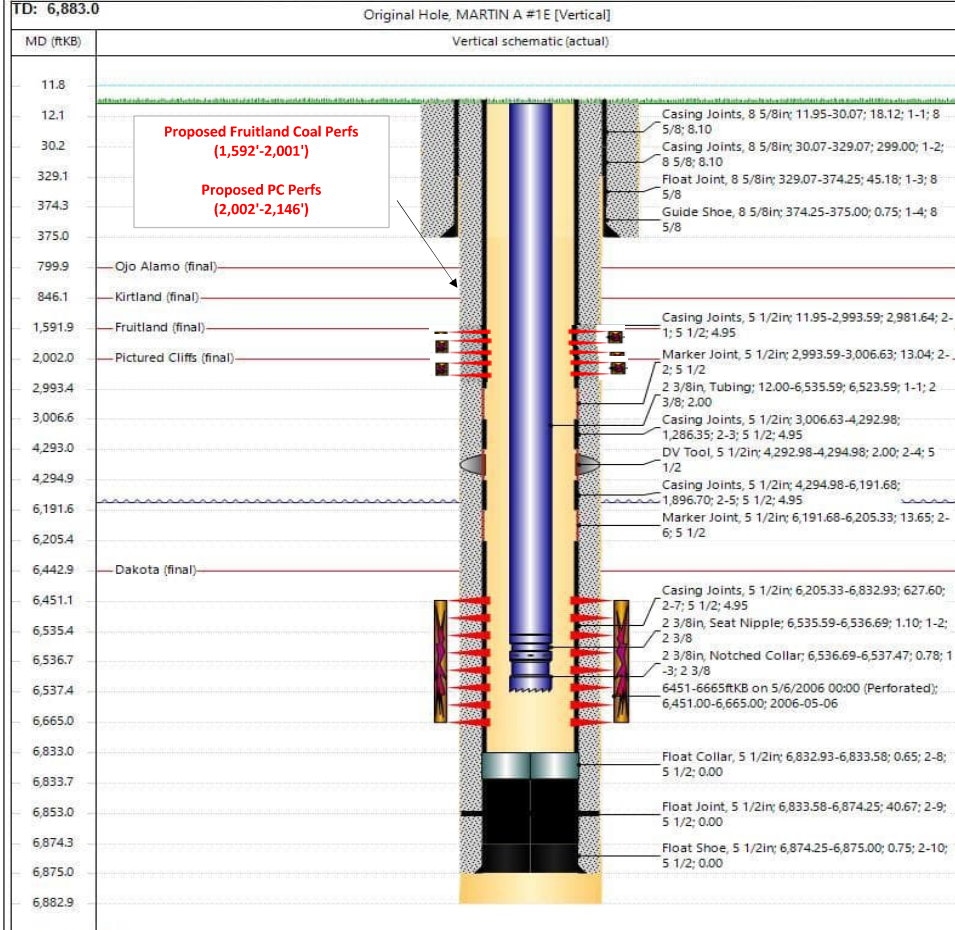 TD: 6,883.0
Original Hole, MARTIN A #1E [Vertical]
MD (ftKB)
Vertical schematic (actual)
11.8
12.1
30.2
329.1
374.3
375.0
799.9
846.1
1,591.9
2,002.0
2,993.4
3,006.6
4,293.0
4,294.9
6,191.6
6,205.4
6,442.9
6,451.1
6,535.4
6,536.7
6,537.4
6,665.0
6,833.0
6,833.7
6,853.0
6,874.3
6,875.0
6,882.9
Proposed Fruitland Coal Perfs
(1,592'-2,001')
Proposed PC Perfs
(2,002'-2,146')
Ojo Alamo (final)
Kirtland (final)
Fruitland (final)
Pictured Cliffs (final)
Dakota (final)
Casing Joints, 8 5/8in; 11.95-30.07; 18.12; 1-1; 8
5/8; 8.10
Casing Joints, 8 5/8in; 30.07-329.07; 299.00; 1-2;
8 5/8; 8.10
Float Joint, 8 5/8in; 329.07-374.25; 45.18; 1-3; 8
5/8
Guide Shoe, 8 5/8in; 374.25-375.00; 0.75; 1-4; 8
5/8
Casing Joints, 5 1/2in; 11.95-2,993.59; 2,981.64; 2-
1; 5 1/2; 4.95
Marker Joint, 5 1/2in; 2,993.59-3,006.63; 13.04; 2-
2; 5 1/2
2 3/8in, Tubing; 12.00-6,535.59; 6,523.59; 1-1; 2
3/8; 2.00
Casing Joints, 5 1/2in; 3,006.63-4,292.98;
1,286.35; 2-3; 5 1/2; 4.95
DV Tool, 5 1/2in; 4,292.98-4,294.98; 2.00; 2-4; 5
1/2
Casing Joints, 5 1/2in; 4,294.98-6,191.68;
1,896.70; 2-5; 5 1/2; 4.95
Marker Joint, 5 1/2in; 6,191.68-6,205.33; 13.65; 2-
6; 5 1/2
Casing Joints, 5 1/2in; 6,205.33-6,832.93; 627.60;
2-7; 5 1/2; 4.95
2 3/8in, Seat Nipple; 6,535.59-6,536.69; 1.10; 1-2;
2 3/8
2 3/8in, Notched Collar; 6,536.69-6,537.47; 0.78; 1
-3; 2 3/8
6451-6665ftKB on 5/6/2006 00:00 (Perforated);
6,451.00-6,665.00; 2006-05-06
Float Collar, 5 1/2in; 6,832.93-6,833.58; 0.65; 2-8;
5 1/2; 0.00
Float Joint, 5 1/2in; 6,833.58-6,874.25; 40.67; 2-9;
5 1/2; 0.00
Float Shoe, 5 1/2in; 6,874.25-6,875.00; 0.75; 2-10;
5 1/2; 0.00